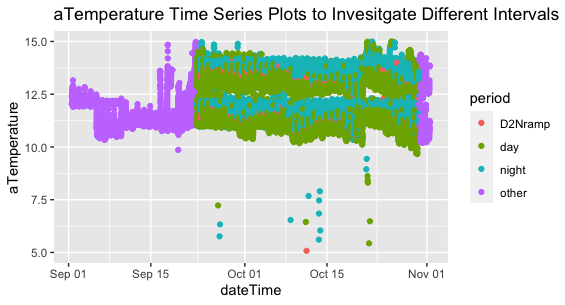 aTemperature Time Series Plots to Invesitgate Different Intervals
15.0
12.5
10.0
7.5
5.0
aTemperature
Sep 01
Sep 15
Oct 01
Oct 15
Nov 01
dateTime
period
D2Nramp
day
night
other